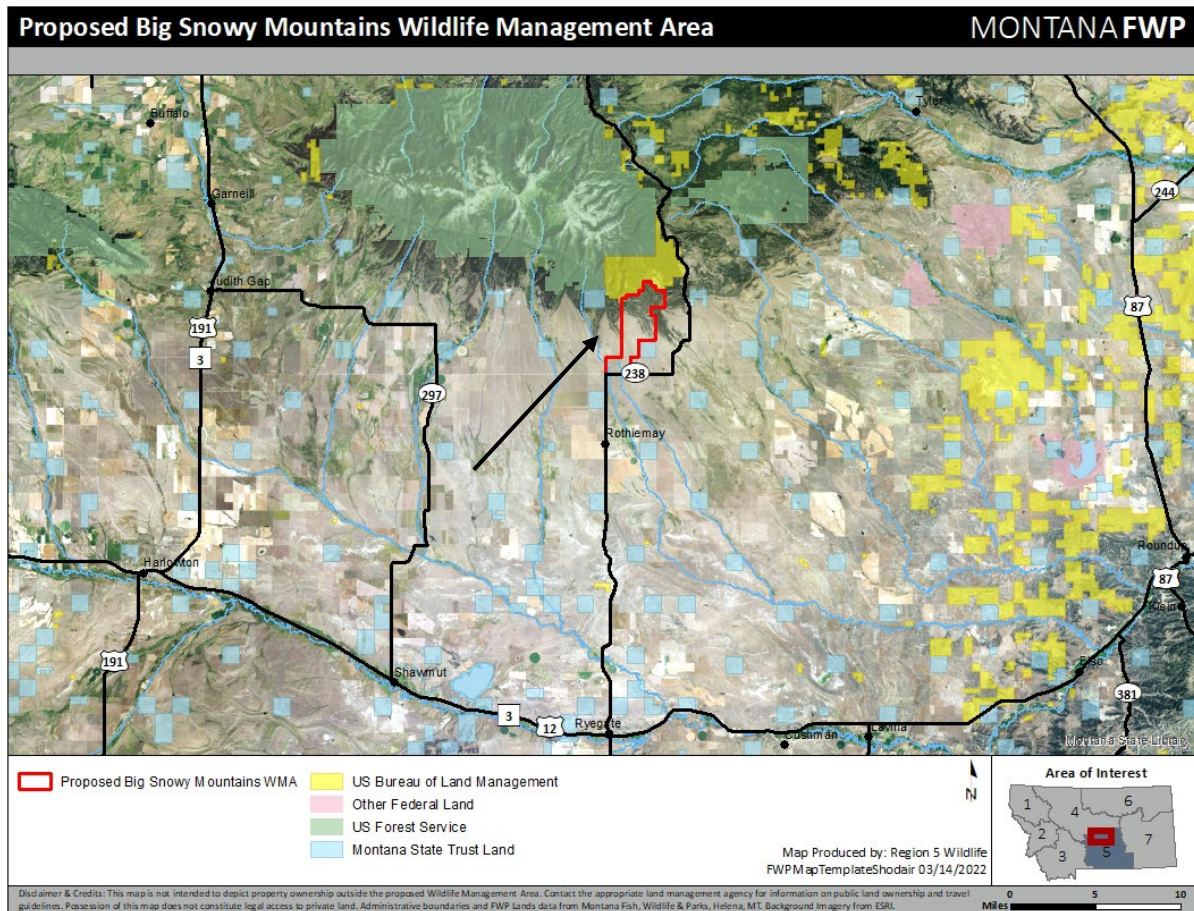 Proposed Big Snowy Mountains Wildlife Management Area
MONTANA FWP
Buffalo
Tyler
Garneill
244
Judith Gap
87
191
3
238
297
Rothiemay
Roundup
Harlowton
87
Klein
191
Shawmut
Elso
381
3
12
Ryegate
Cushman
Lavina
Montana State Library
Proposed Big Snowy Mountains WMA
US Bureau of Land Management
Other Federal Land
US Forest Service
Montana State Trust Land
N
Map Produced by: Region 5 Wildlife
FWPMapTemplateShodair 03/14/2022
Area of Interest
1
4
6
2
7
3
5
Disclaimer & Credits: This map is not intended to depict property ownership outside the proposed Wildlife Management Area. Contact the appropriate land management agency for information on public land ownership and travel
guidelines. Possession of this map does not constitute legal access to private land. Administrative boundaries and FWP Lands data from Montana Fish, Wildlife & Parks, Helena, MT. Background Imagery from ESRI.
0 5 10
Miles